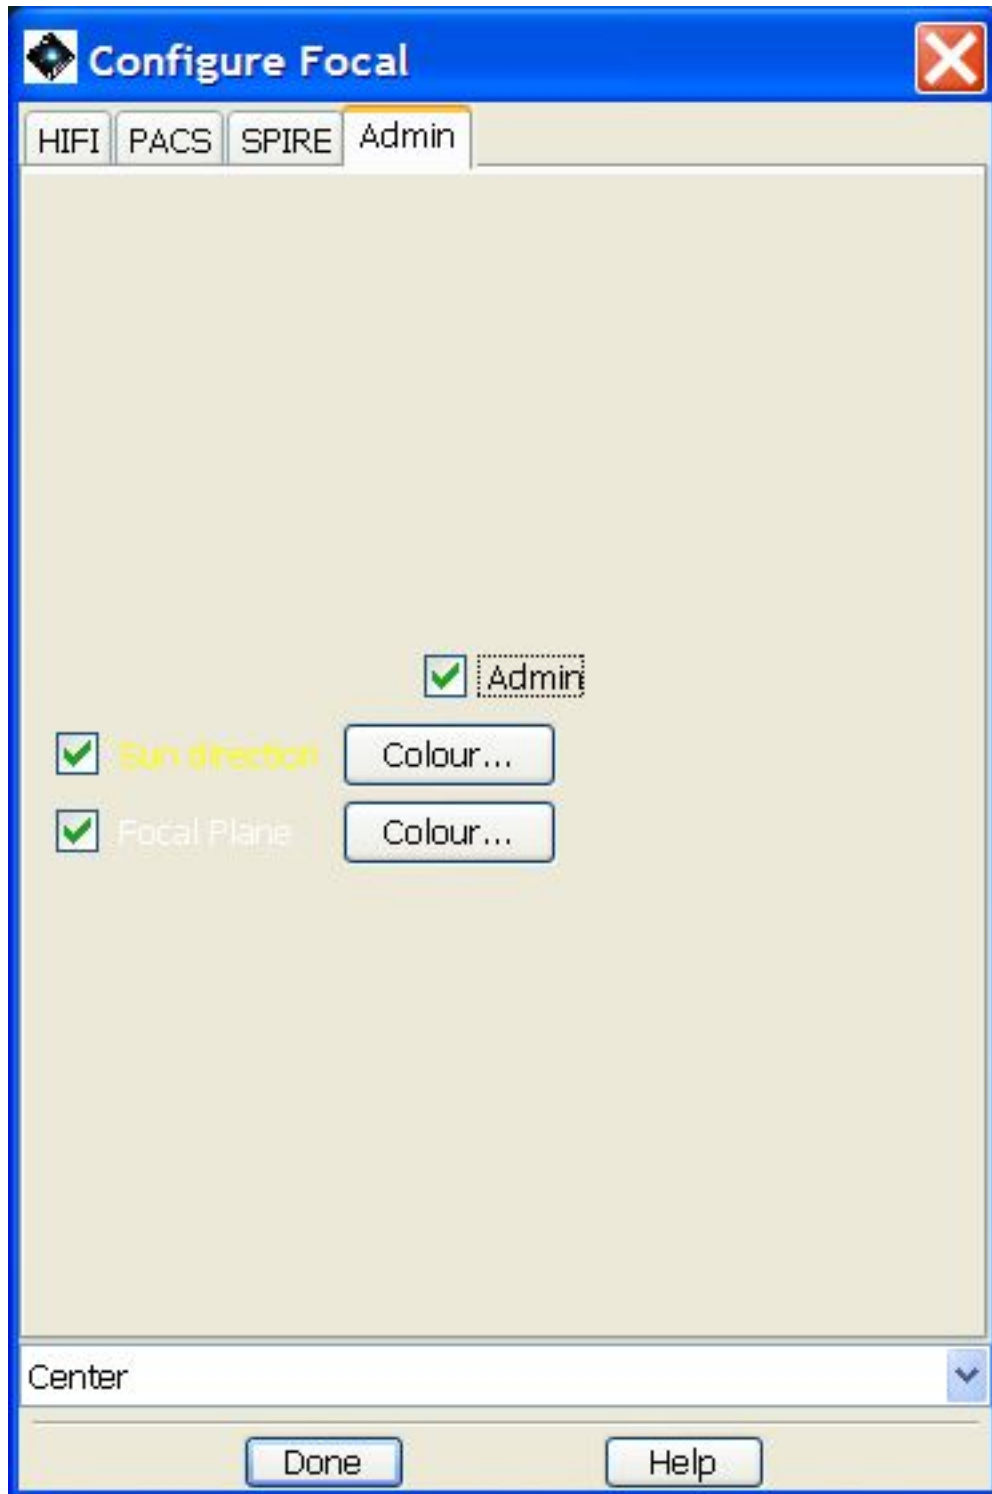 Configure Focal
HIFI PACS SPIRE Admin
Admin
Sun direction Colour...
Focal Plane Colour...
Center
Done Help